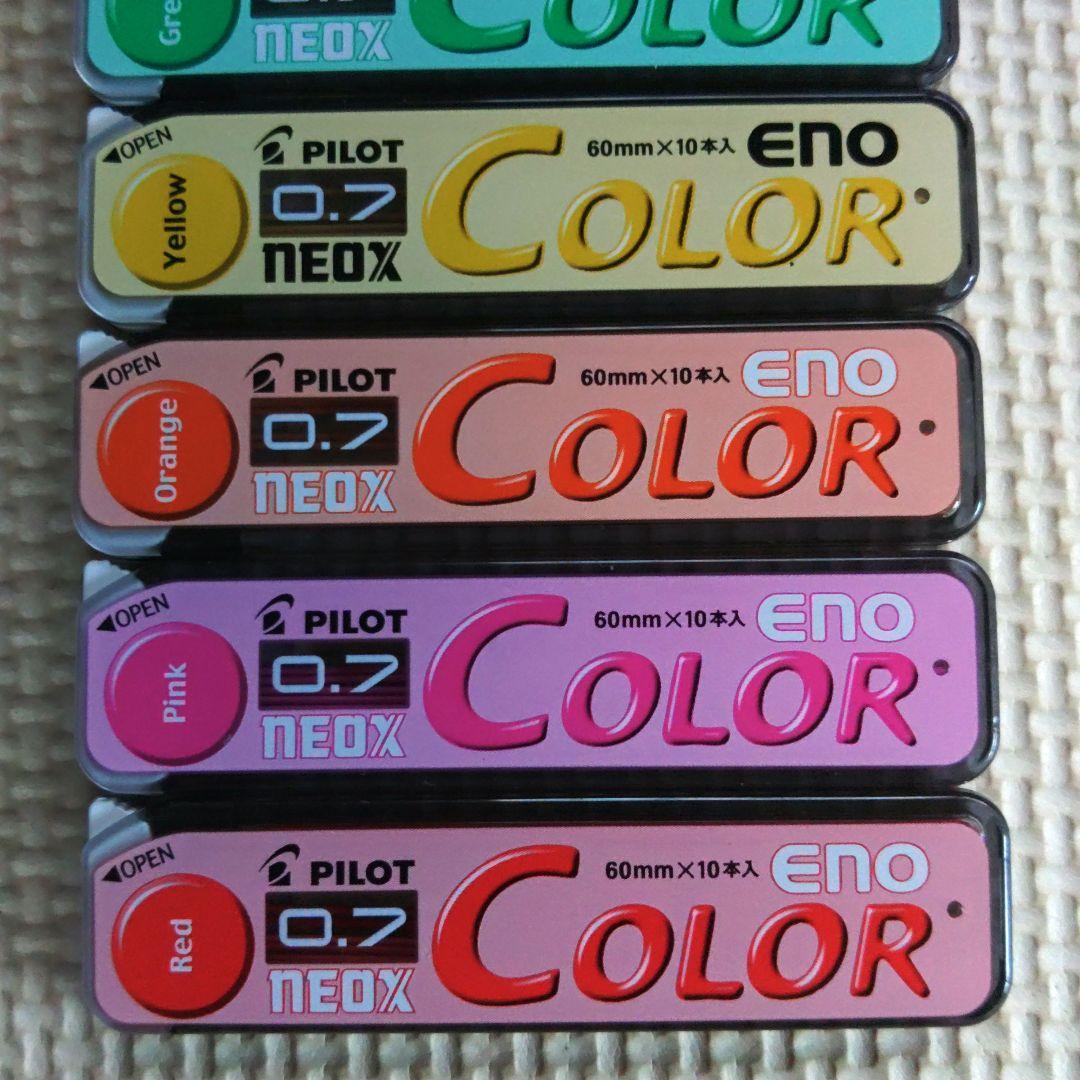 Gre
NEOX
COLOR
OPEN
Yellow
PILOT
0.7
NEOX
60mm×10本入
ENO
COLOR
OPEN
Orange
PILOT
0.7
NEOX
60mm×10本入
ENO
COLOR
OPEN
Pink
PILOT
0.7
NEOX
60mm×10本入
ENO
COLOR
OPEN
Red
PILOT
0.7
NEOX
60mm×10本入
ENO
COLOR